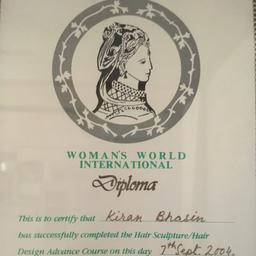 WOMAN'S WORLD
INTERNATIONAL
Diploma
This is to certify that Kiran Bhasin
has successfully completed the Hair Sculpture/Hair
Design Advance Course on this day 7th Sept. 2004.